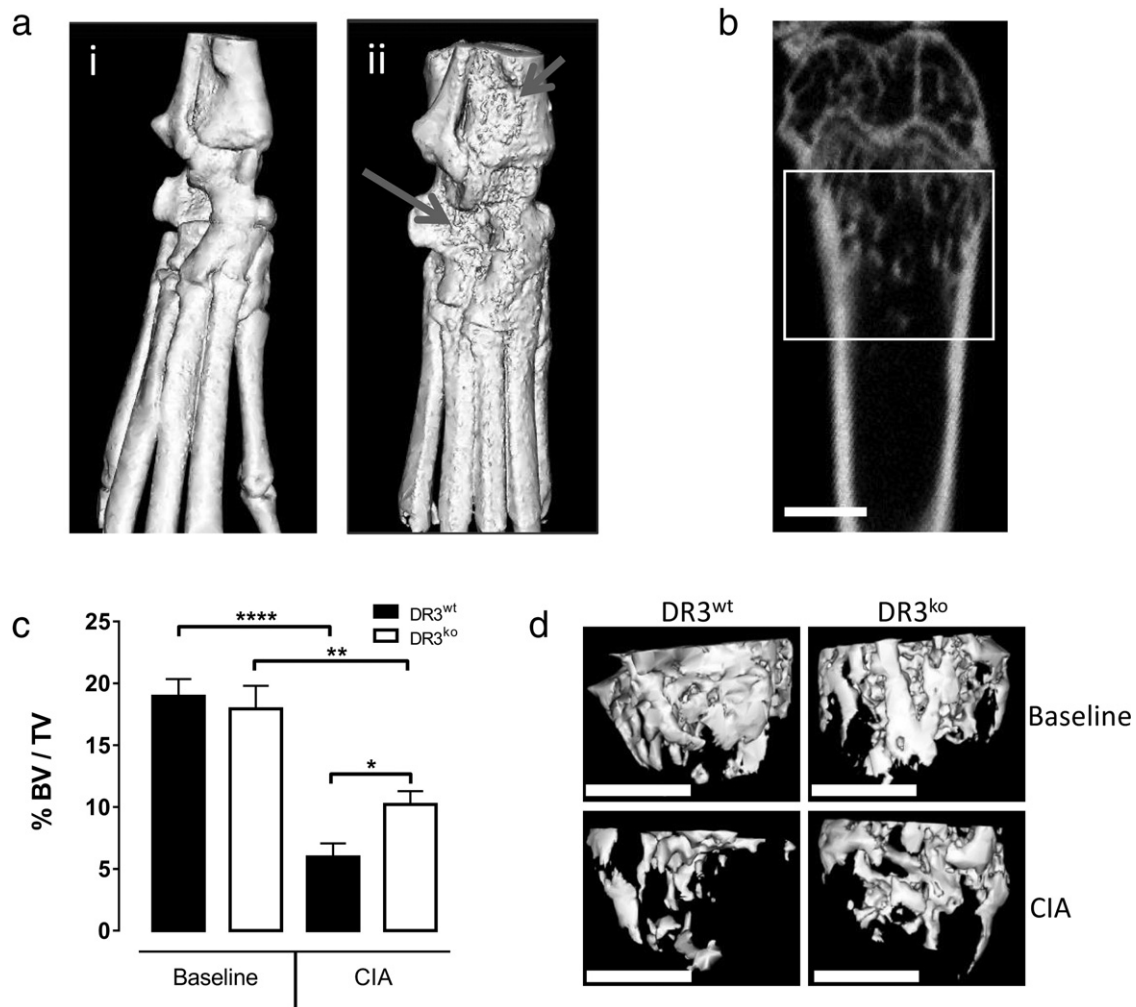 a
i
ii
b
c
25
20
15
10
5
0
% BV / TV
****
**
*
DR3wt
DR3ko
Baseline
CIA
d
DR3wt
DR3ko
Baseline
CIA